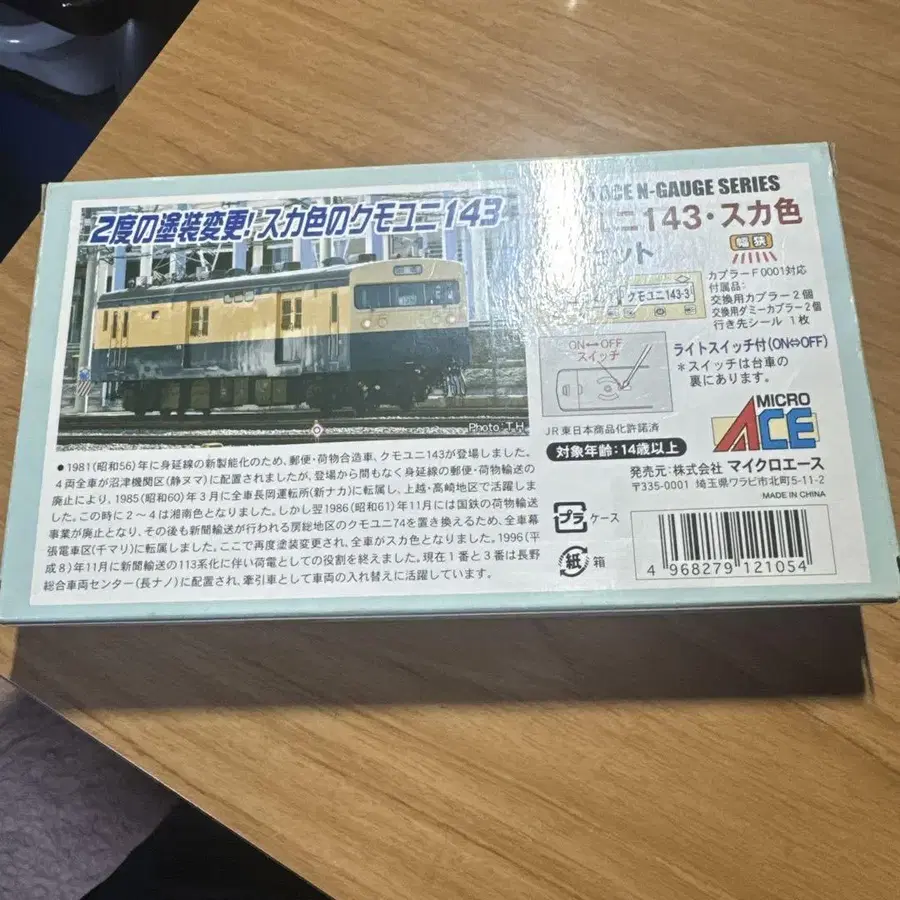 2度の塗装変更! スカ色のクモユニ143
Photo T.H
●1981(昭和56)年に身延線の新製能化のため、郵便・荷物合造車、クモユニ143が登場しました。
4両全車が沼津機関区(静ヌマ)に配置されましたが、登場から間もなく身延線の郵便・荷物輸送の
廃止により、1985(昭和60)年3月に全車長岡運転所(新ナカ)に転属し、上越・高崎地区で活躍しま
した。この時に2〜4は湘南色となりました。しかし翌1986(昭和61)年11月には国鉄の荷物輸送
事業が廃止となり、その後も新聞輸送が行われる房総地区のクモユニ74を置き換えるため、全車幕
張電車区(千マリ)に転属しました。ここで再度塗装変更され、全車がスカ色となりました。1996(平
成8)年11月に新聞輸送の113系化に伴い荷電としての役割を終えました。現在1番と3番は長野
総合車両センター(長ナノ)に配置され、牽引車として車両の入れ替えに活躍しています。
ACE N-GAUGE SERIES
ユニ143・スカ色
ット
幅狭
クモユニ143-3
カプラーF0001対応
付属品:
交換用カプラー2個
交換用ダミーカプラー2個
行き先シール 1枚
ON↔OFF
スイッチ
ライトスイッチ付(ON⇔OFF)
*スイッチは台車の
裏にあります。
JR東日本商品化許諾済
対象年齢:14歳以上
MICRO
ACE
発売元:株式会社 マイクロエース
〒335-0001 埼玉県ワラビ市北町5-11-2
MADE IN CHINA
プラ ケース
紙 箱
4 968279 121054